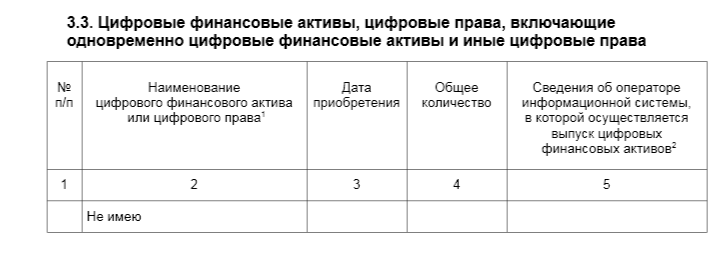 3.3. Цифровые финансовые активы, цифровые права, включающие
одновременно цифровые финансовые активы и иные цифровые права
№
п/п
Наименование
цифрового финансового актива
или цифрового права¹
Дата
приобретения
Общее
количество
Сведения об операторе
информационной системы,
в которой осуществляется
выпуск цифровых
финансовых активов²
1
2
3
4
5
Не имею